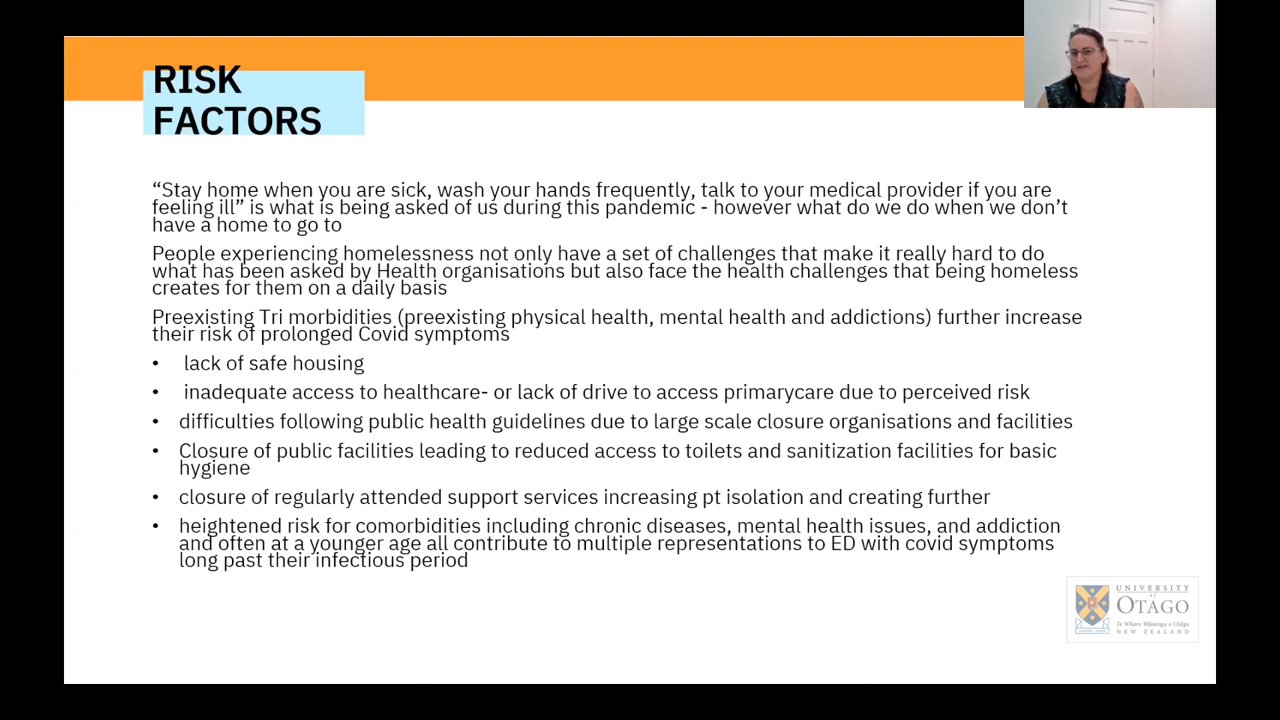 RISK
FACTORS
“Stay home when you are sick, wash your hands frequently, talk to your medical provider if you are
feeling ill” is what is being asked of us during this pandemic - however what do we do when we don’t
have a home to go to
People experiencing homelessness not only have a set of challenges that make it really hard to do
what has been asked by Health organisations but also face the health challenges that being homeless
creates for them on a daily basis
Preexisting Tri morbidities (preexisting physical health, mental health and addictions) further increase
their risk of prolonged Covid symptoms
• lack of safe housing
• inadequate access to healthcare- or lack of drive to access primarycare due to perceived risk
• difficulties following public health guidelines due to large scale closure organisations and facilities
• Closure of public facilities leading to reduced access to toilets and sanitization facilities for basic
hygiene
• closure of regularly attended support services increasing pt isolation and creating further
• heightened risk for comorbidities including chronic diseases, mental health issues, and addiction
and often at a younger age all contribute to multiple representations to ED with covid symptoms
long past their infectious period
UNIVERSITY
of
OTAGO
Te Whare Wānanga o Otāgo
NEW ZEALAND